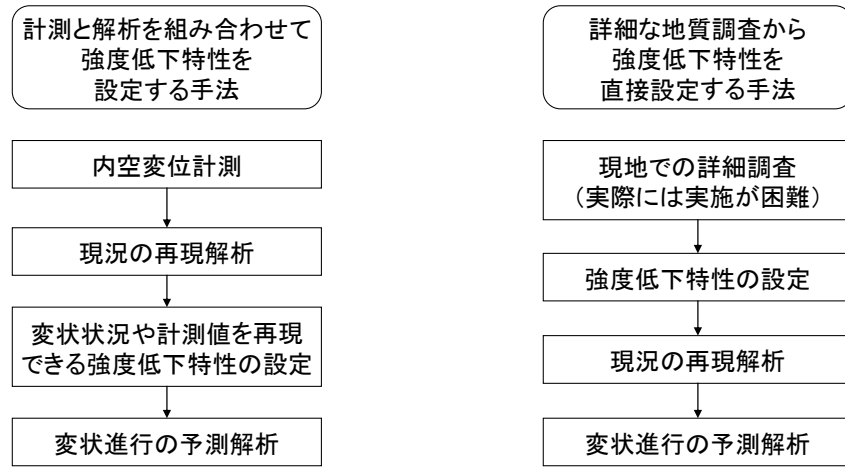 計測と解析を組み合わせて
強度低下特性を
設定する手法
内空変位計測
現況の再現解析
変状状況や計測値を再現
できる強度低下特性の設定
変状進行の予測解析
詳細な地質調査から
強度低下特性を
直接設定する手法
現地での詳細調査
（実際には実施が困難）
強度低下特性の設定
現況の再現解析
変状進行の予測解析